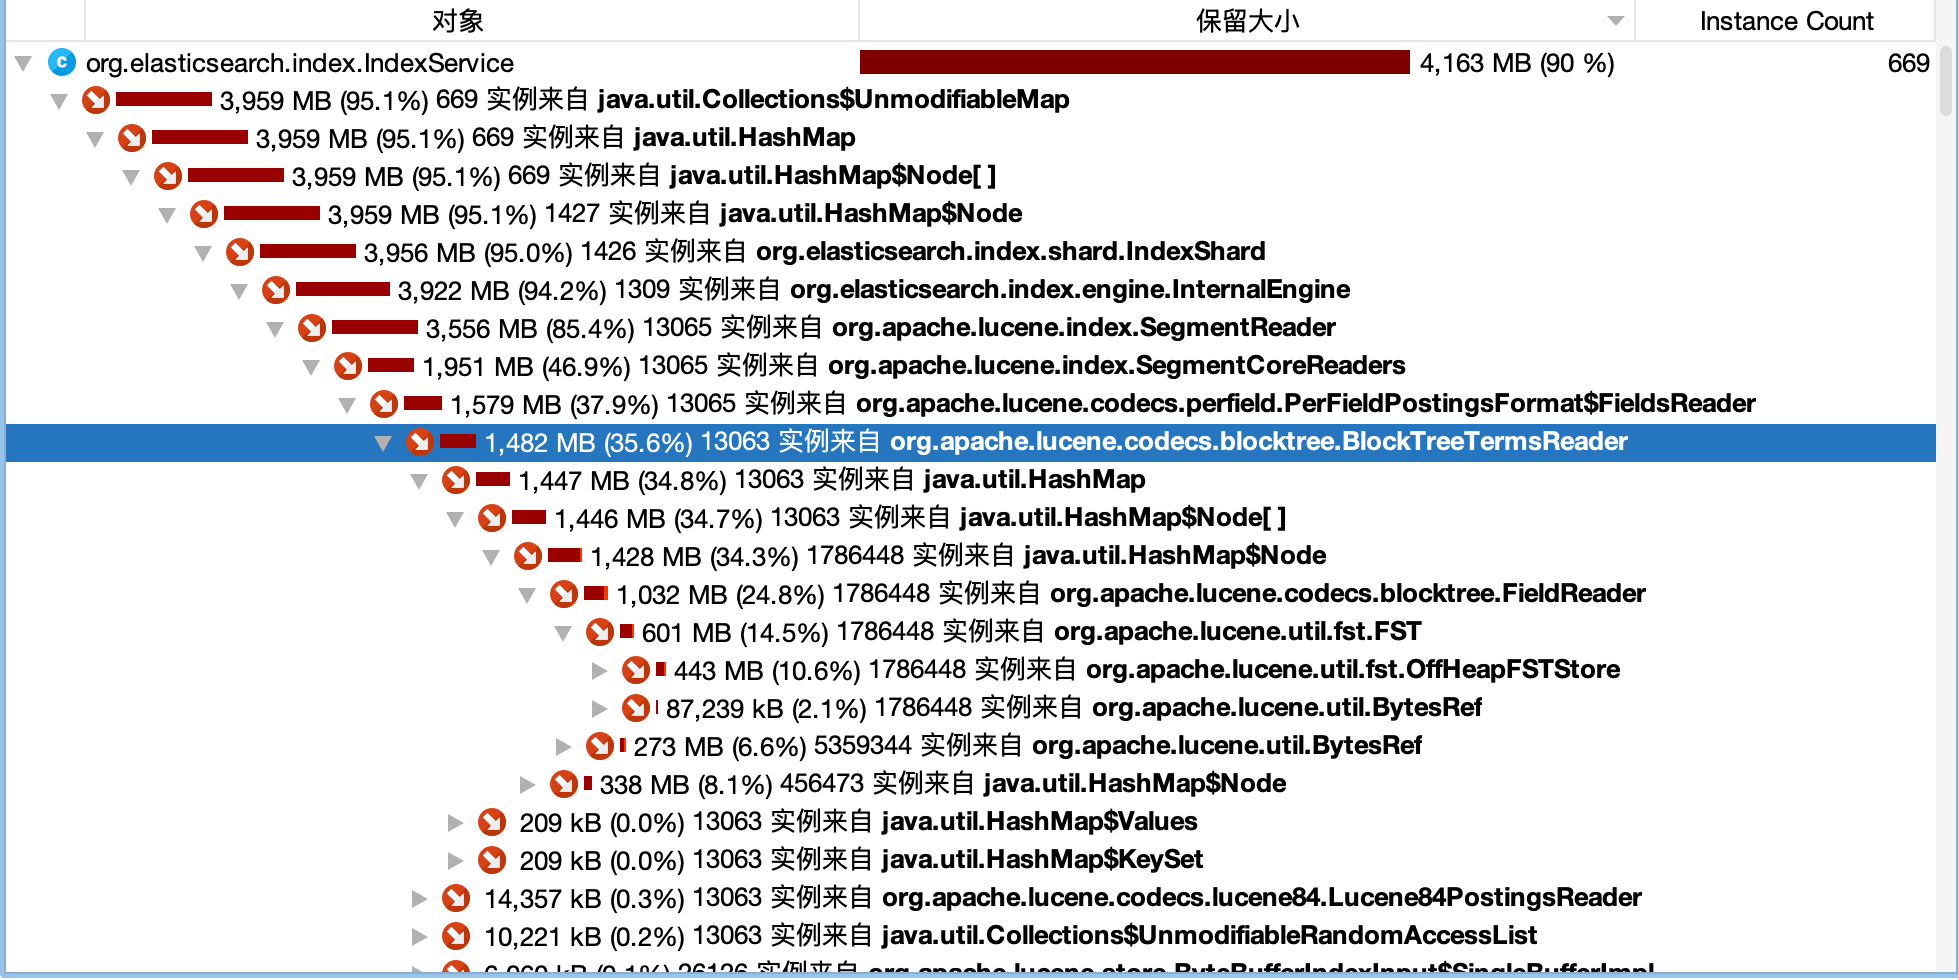 对象 保留大小 Instance Count
org.elasticsearch.index.IndexService 4,163 MB (90 %) 669
3,959 MB (95.1%) 669 实例来自 java.util.Collections$UnmodifiableMap
3,959 MB (95.1%) 669 实例来自 java.util.HashMap
3,959 MB (95.1%) 669 实例来自 java.util.HashMap$Node[ ]
3,959 MB (95.1%) 1427 实例来自 java.util.HashMap$Node
3,956 MB (95.0%) 1426 实例来自 org.elasticsearch.index.shard.IndexShard
3,922 MB (94.2%) 1309 实例来自 org.elasticsearch.index.engine.InternalEngine
3,556 MB (85.4%) 13065 实例来自 org.apache.lucene.index.SegmentReader
1,951 MB (46.9%) 13065 实例来自 org.apache.lucene.index.SegmentCoreReaders
1,579 MB (37.9%) 13065 实例来自 org.apache.lucene.codecs.perfield.PerFieldPostingsFormat$FieldsReader
1,482 MB (35.6%) 13063 实例来自 org.apache.lucene.codecs.blocktree.BlockTreeTermsReader
1,447 MB (34.8%) 13063 实例来自 java.util.HashMap
1,446 MB (34.7%) 13063 实例来自 java.util.HashMap$Node[ ]
1,428 MB (34.3%) 1786448 实例来自 java.util.HashMap$Node
1,032 MB (24.8%) 1786448 实例来自 org.apache.lucene.codecs.blocktree.FieldReader
601 MB (14.5%) 1786448 实例来自 org.apache.lucene.util.fst.FST
443 MB (10.6%) 1786448 实例来自 org.apache.lucene.util.fst.OffHeapFSTStore
87,239 kB (2.1%) 1786448 实例来自 org.apache.lucene.util.BytesRef
273 MB (6.6%) 5359344 实例来自 org.apache.lucene.util.BytesRef
338 MB (8.1%) 456473 实例来自 java.util.HashMap$Node
209 kB (0.0%) 13063 实例来自 java.util.HashMap$Values
209 kB (0.0%) 13063 实例来自 java.util.HashMap$KeySet
14,357 kB (0.3%) 13063 实例来自 org.apache.lucene.codecs.lucene84.Lucene84PostingsReader
10,221 kB (0.2%) 13063 实例来自 java.util.Collections$UnmodifiableRandomAccessList
实例来自 org.apache.lucene.store.ByteBufferIndexInput$SingleBufferImpl